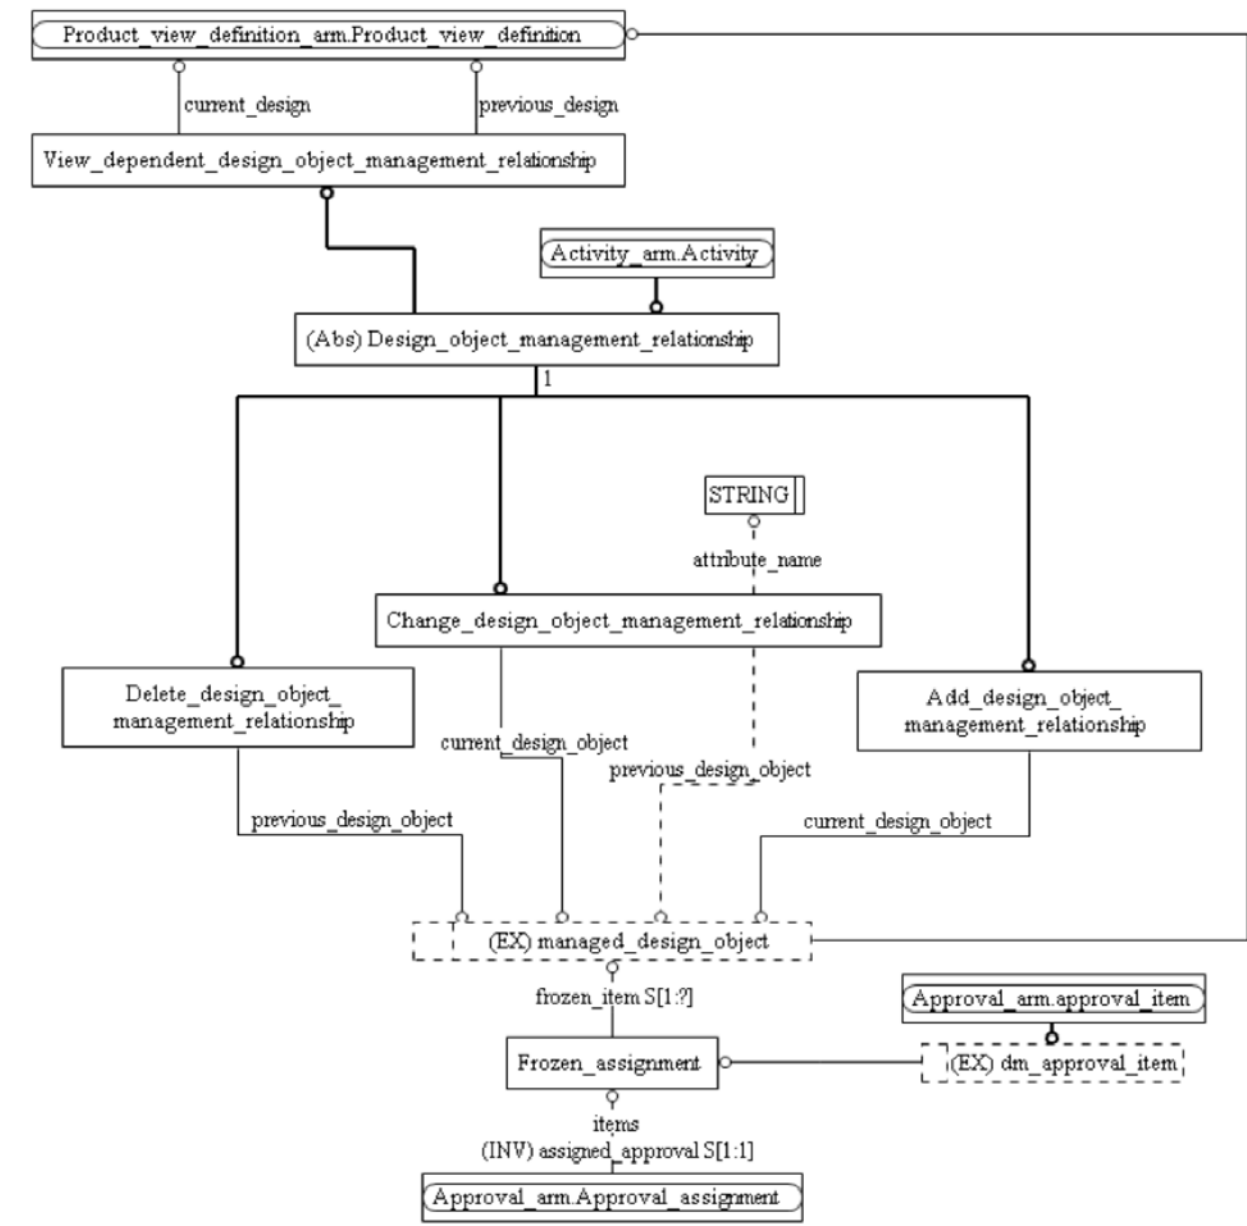 Product_view_definition_arm.Product_view_definition
current_design
previous_design
View_dependent_design_object_management_relationship
Activity_arm.Activity
(Abs) Design_object_management_relationship
1
STRING
attribute_name
Change_design_object_management_relationship
Delete_design_object_
management_relationship
Add_design_object_
management_relationship
current_design_object
previous_design_object
previous_design_object
current_design_object
(EX) managed_design_object
frozen_item S[1:?]
Approval_arm.approval_item
Frozen_assignment
(EX) dm_approval_item
items
(INV) assigned_approval S[1:1]
Approval_arm.Approval_assignment